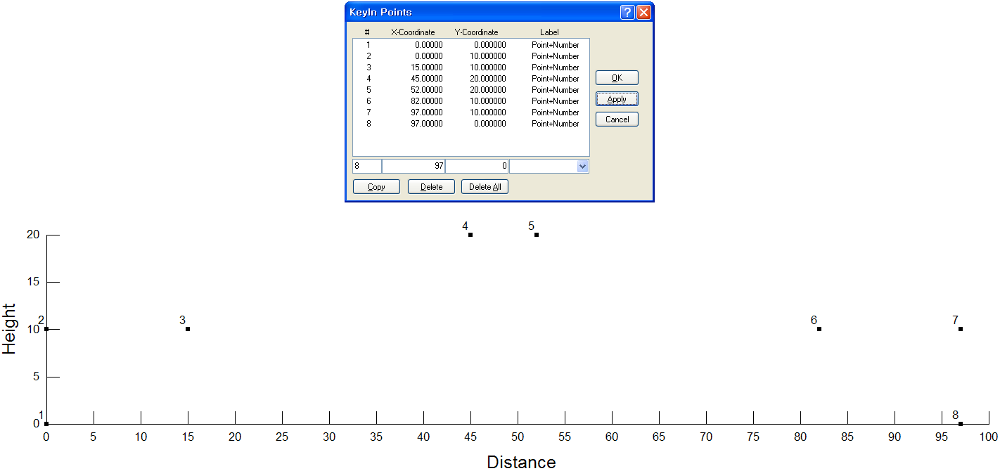 KeyIn Points
# X-Coordinate Y-Coordinate Label
1 0.00000 0.000000 Point+Number
2 0.00000 10.000000 Point+Number
3 15.00000 10.000000 Point+Number
4 45.00000 20.000000 Point+Number
5 52.00000 20.000000 Point+Number
6 82.00000 10.000000 Point+Number
7 97.00000 10.000000 Point+Number
8 97.00000 0.000000 Point+Number
OK
Apply
Cancel
8 97 0
Copy Delete Delete All
4 5
20
15
3 6 7
2
10
5
1 8
0
Height
0 5 10 15 20 25 30 35 40 45 50 55 60 65 70 75 80 85 90 95 100
Distance